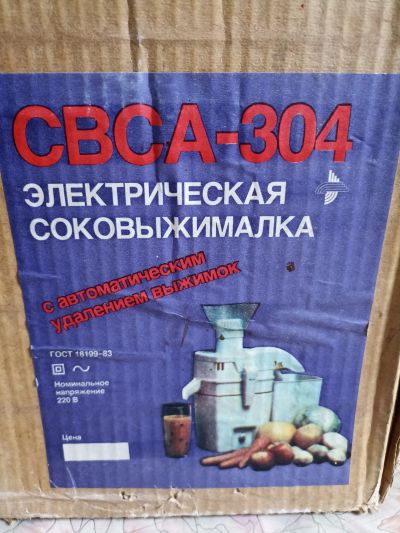 СВСА-304
ЭЛЕКТРИЧЕСКАЯ
СОКОВЫЖИМАЛКА
с автоматическим
удалением выжимок
ГОСТ 18199-83
Номинальное
напряжение
220 В
Цена